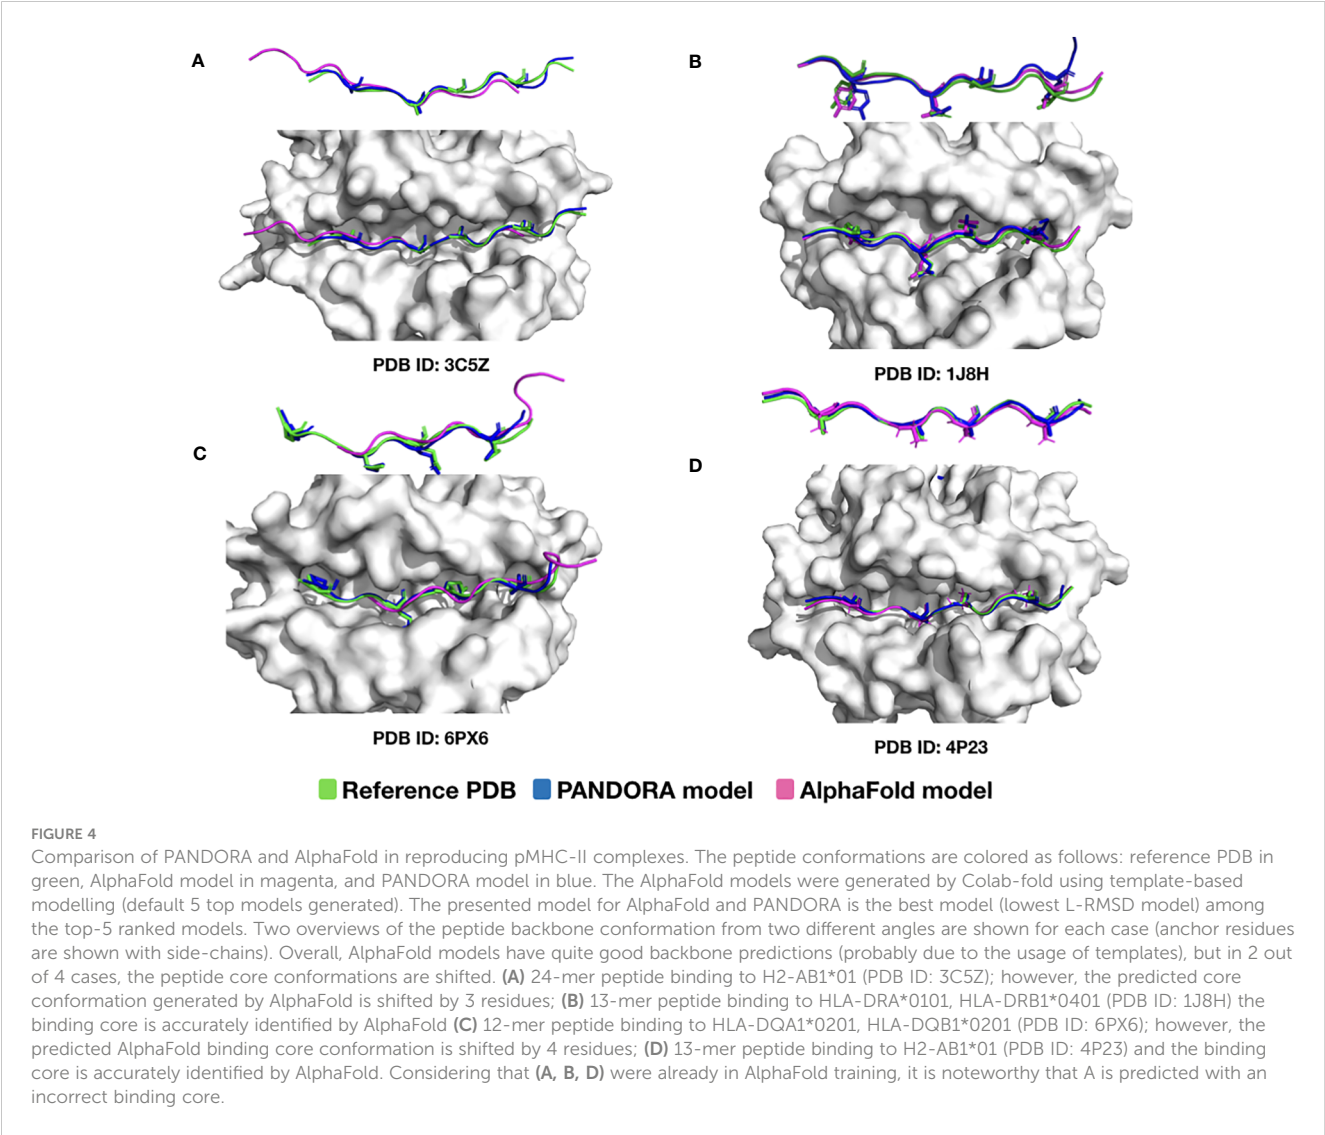 A
B
PDB ID: 3C5Z
PDB ID: 1J8H
C
D
PDB ID: 6PX6
PDB ID: 4P23
Reference PDB PANDORA model AlphaFold model
FIGURE 4
Comparison of PANDORA and AlphaFold in reproducing pMHC-II complexes. The peptide conformations are colored as follows: reference PDB in
green, AlphaFold model in magenta, and PANDORA model in blue. The AlphaFold models were generated by Colab-fold using template-based
modelling (default 5 top models generated). The presented model for AlphaFold and PANDORA is the best model (lowest L-RMSD model) among
the top-5 ranked models. Two overviews of the peptide backbone conformation from two different angles are shown for each case (anchor residues
are shown with side-chains). Overall, AlphaFold models have quite good backbone predictions (probably due to the usage of templates), but in 2 out
of 4 cases, the peptide core conformations are shifted. (A) 24-mer peptide binding to H2-AB1*01 (PDB ID: 3C5Z); however, the predicted core
conformation generated by AlphaFold is shifted by 3 residues; (B) 13-mer peptide binding to HLA-DRA*0101, HLA-DRB1*0401 (PDB ID: 1J8H) the
binding core is accurately identified by AlphaFold (C) 12-mer peptide binding to HLA-DQA1*0201, HLA-DQB1*0201 (PDB ID: 6PX6); however, the
predicted AlphaFold binding core conformation is shifted by 4 residues; (D) 13-mer peptide binding to H2-AB1*01 (PDB ID: 4P23) and the binding
core is accurately identified by AlphaFold. Considering that (A, B, D) were already in AlphaFold training, it is noteworthy that A is predicted with an
incorrect binding core.